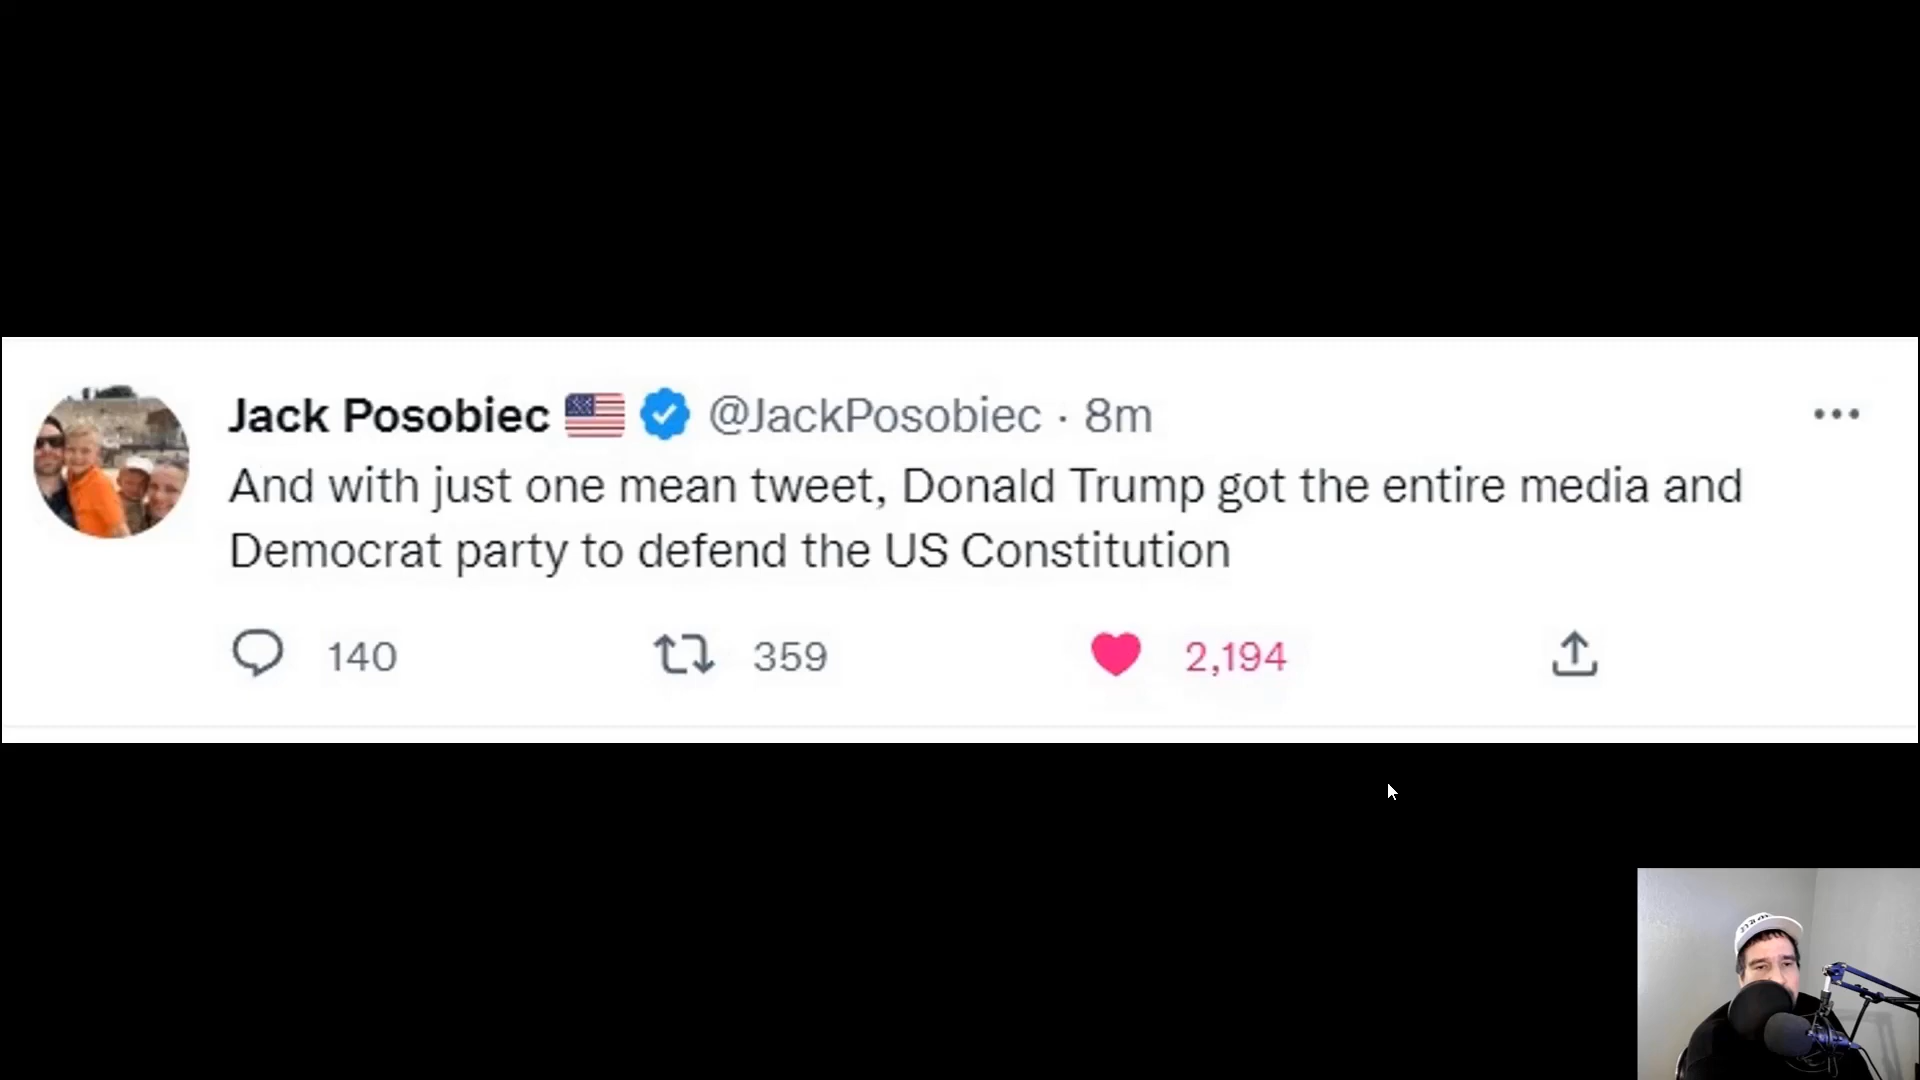 Jack Posobiec @JackPosobiec · 8m
And with just one mean tweet, Donald Trump got the entire media and
Democrat party to defend the US Constitution
140 359 2,194